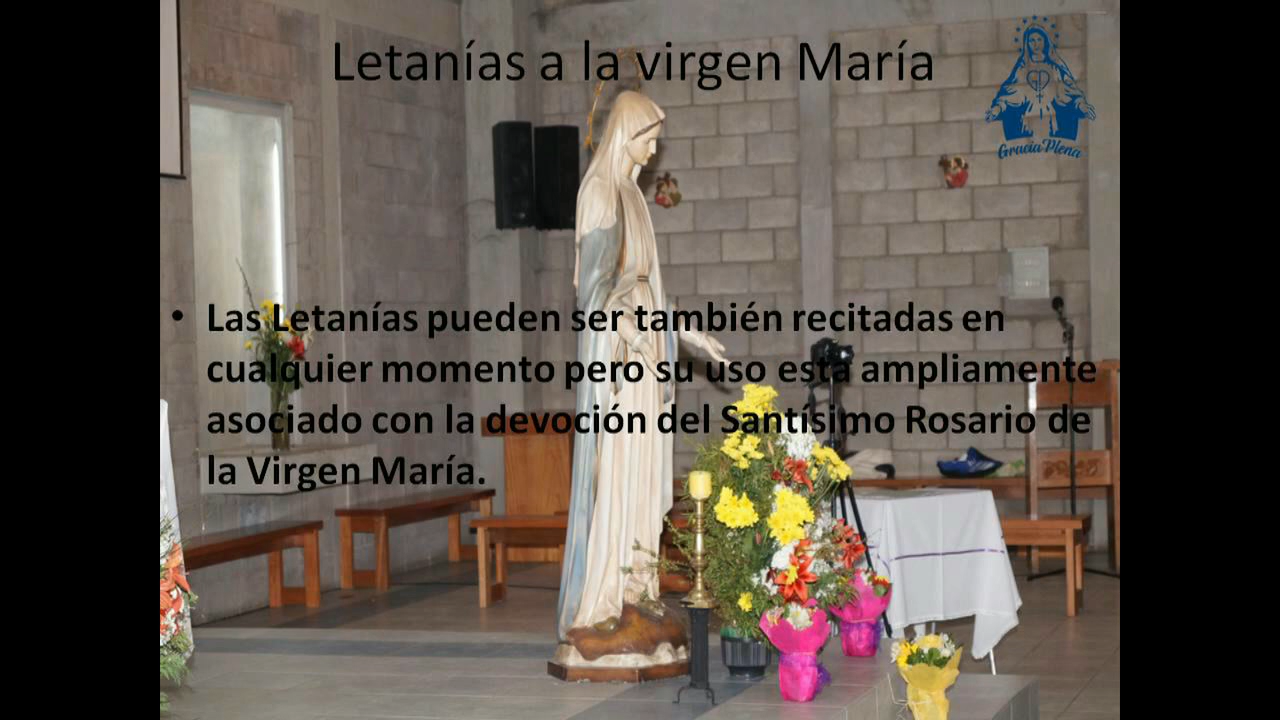 Letanías a la virgen María
Gracia Plena
• Las Letanías pueden ser también recitadas en
cualquier momento pero su uso está ampliamente
asociado con la devoción del Santísimo Rosario de
la Virgen María.